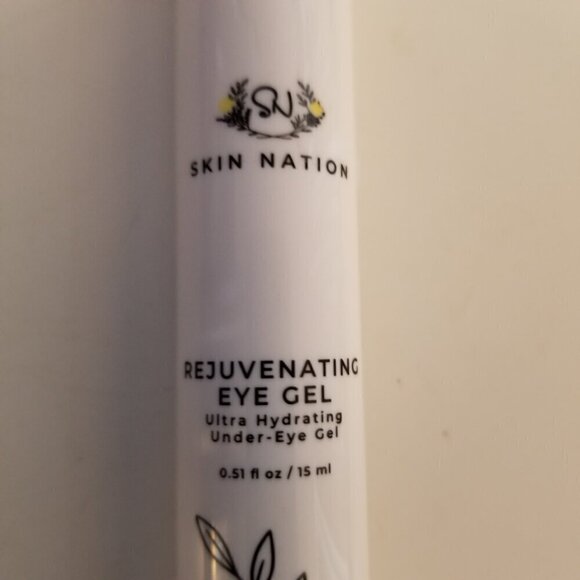 SN
SKIN NATION
REJUVENATING
EYE GEL
Ultra Hydrating
Under-Eye Gel
0.51 fl oz / 15 ml